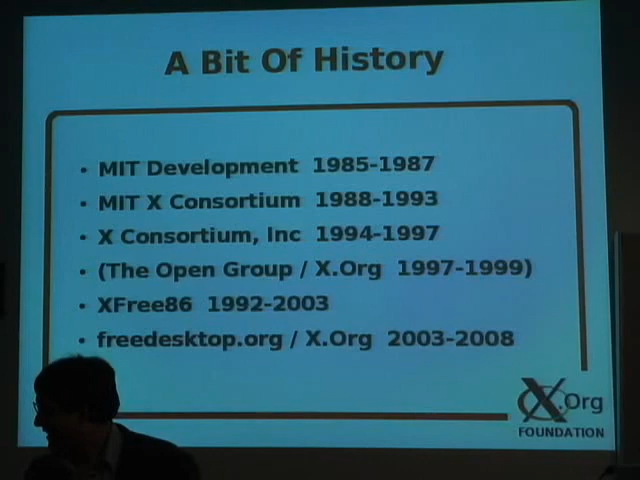 A Bit Of History
• MIT Development 1985-1987
• MIT X Consortium 1988-1993
• X Consortium, Inc 1994-1997
• (The Open Group / X.Org 1997-1999)
• XFree86 1992-2003
• freedesktop.org / X.Org 2003-2008
X.Org
FOUNDATION